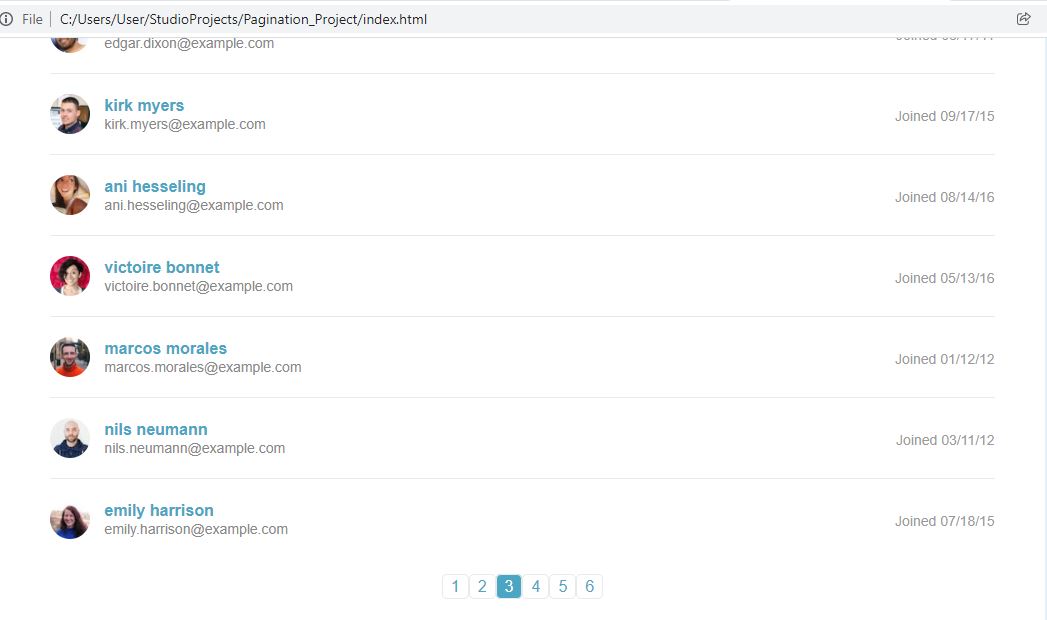 File | C:/Users/User/StudioProjects/Pagination_Project/index.html
edgar.dixon@example.com
Joined
kirk myers
kirk.myers@example.com
Joined 09/17/15
ani hesseling
ani.hesseling@example.com
Joined 08/14/16
victoire bonnet
victoire.bonnet@example.com
Joined 05/13/16
marcos morales
marcos.morales@example.com
Joined 01/12/12
nils neumann
nils.neumann@example.com
Joined 03/11/12
emily harrison
emily.harrison@example.com
Joined 07/18/15
1 2 3 4 5 6